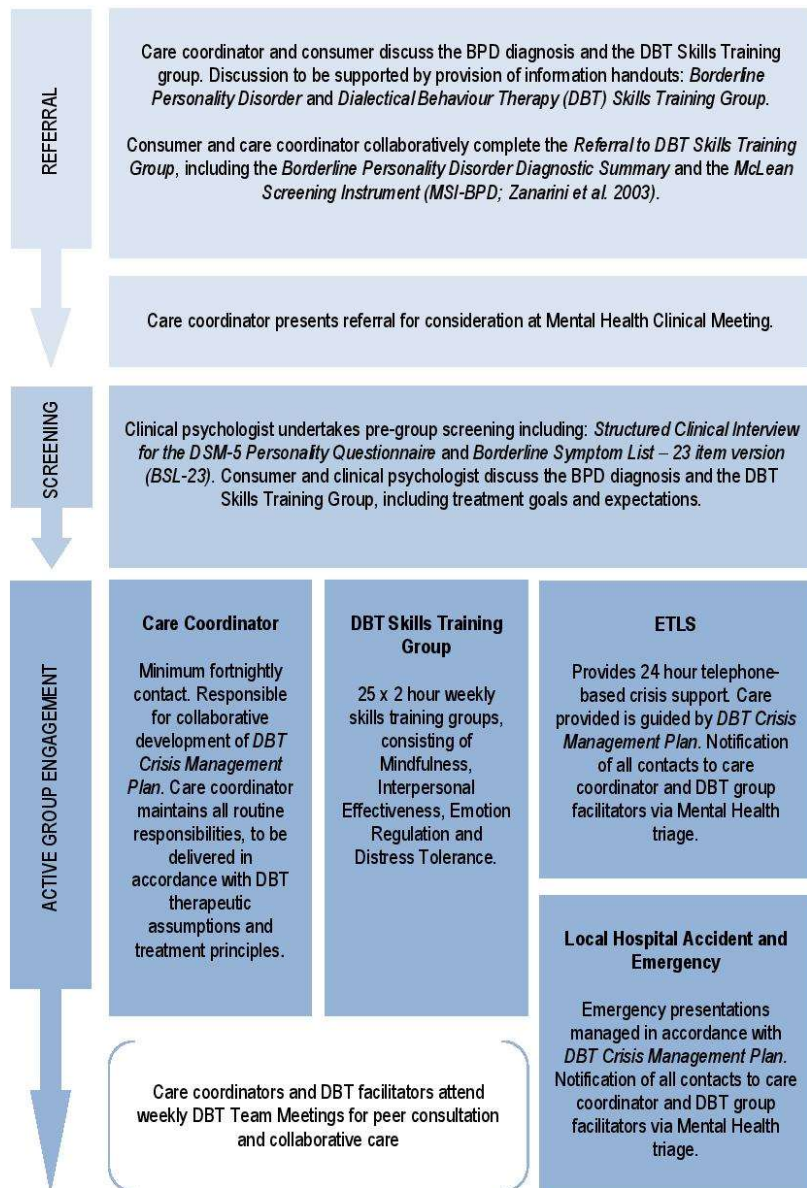 REFERRAL
Care coordinator and consumer discuss the BPD diagnosis and the DBT Skills Training
group. Discussion to be supported by provision of information handouts: Borderline
Personality Disorder and Dialectical Behaviour Therapy (DBT) Skills Training Group.
Consumer and care coordinator collaboratively complete the Referral to DBT Skills Training
Group, including the Borderline Personality Disorder Diagnostic Summary and the McLean
Screening Instrument (MSI-BPD; Zanarini et al. 2003).
Care coordinator presents referral for consideration at Mental Health Clinical Meeting.
SCREENING
Clinical psychologist undertakes pre-group screening including: Structured Clinical Interview
for the DSM-5 Personality Questionnaire and Borderline Symptom List – 23 item version
(BSL-23). Consumer and clinical psychologist discuss the BPD diagnosis and the DBT
Skills Training Group, including treatment goals and expectations.
ACTIVE GROUP ENGAGEMENT
Care Coordinator
Minimum fortnightly
contact. Responsible
for collaborative
development of DBT
Crisis Management
Plan. Care coordinator
maintains all routine
responsibilities, to be
delivered in
accordance with DBT
therapeutic
assumptions and
treatment principles.
DBT Skills Training
Group
25 x 2 hour weekly
skills training groups,
consisting of
Mindfulness,
Interpersonal
Effectiveness, Emotion
Regulation and
Distress Tolerance.
ETLS
Provides 24 hour telephone-
based crisis support. Care
provided is guided by DBT Crisis
Management Plan. Notification
of all contacts to care
coordinator and DBT group
facilitators via Mental Health
triage.
Local Hospital Accident and
Emergency
Emergency presentations
managed in accordance with
DBT Crisis Management Plan.
Notification of all contacts to care
coordinator and DBT group
facilitators via Mental Health
triage.
Care coordinators and DBT facilitators attend
weekly DBT Team Meetings for peer consultation
and collaborative care